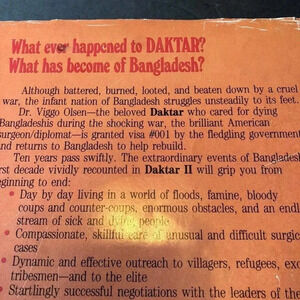 What ever happened to DAKTAR?
What has become of Bangladesh?
Although battered, burned, looted, and beaten down by a cruel
war, the infant nation of Bangladesh struggles unsteadily to its feet.
Dr. Viggo Olsen—the beloved Daktar who cared for dying
Bangladeshis during the shocking war, the brilliant American
surgeon/diplomat—is granted visa #001 by the fledgling government
and returns to Bangladesh to help rebuild.
Ten years pass swiftly. The extraordinary events of Bangladesh
first decade vividly recounted in Daktar II will grip you from
beginning to end:
• Day by day living in a world of floods, famine, bloody
coups and counter-coups, enormous obstacles, and an endl
stream of sick and dying people
• Compassionate, skillful care of unusual and difficult surgic
cases
• Dynamic and effective outreach to villagers, refugees, exc
tribesmen—and to the elite
• Startlingly successful negotiations with the leaders of the